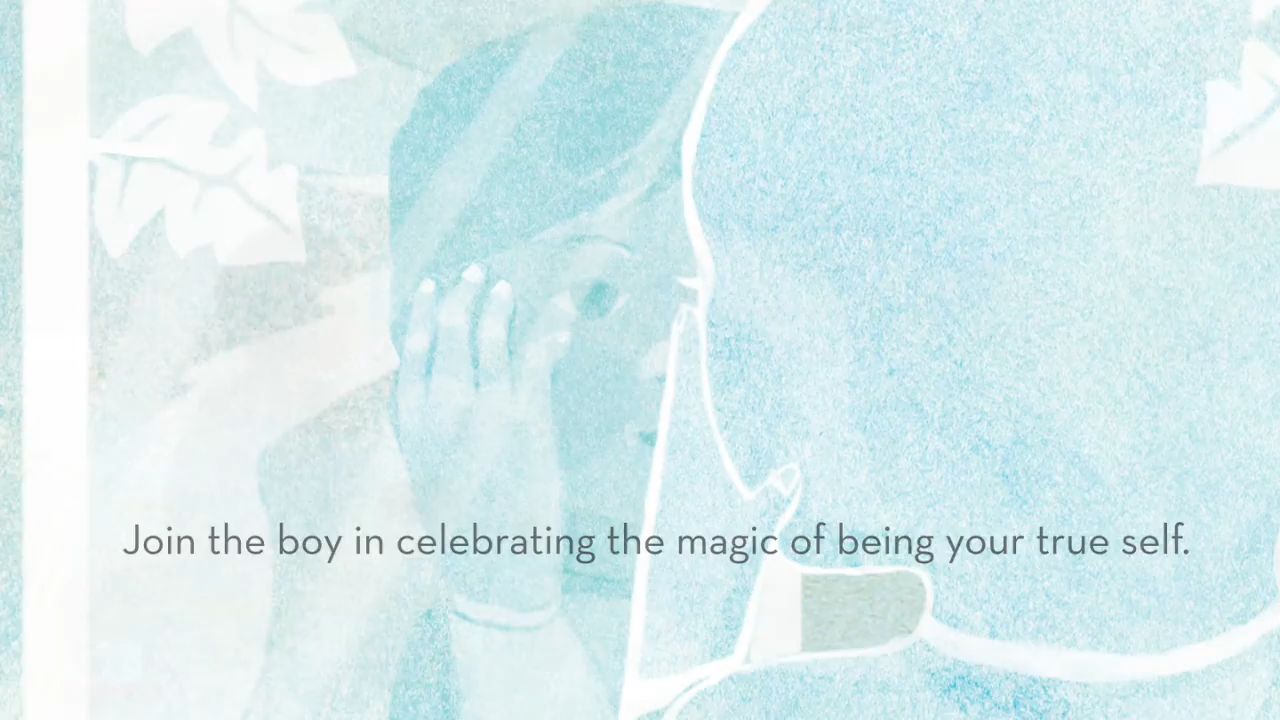 Join the boy in celebrating the magic of being your true self.